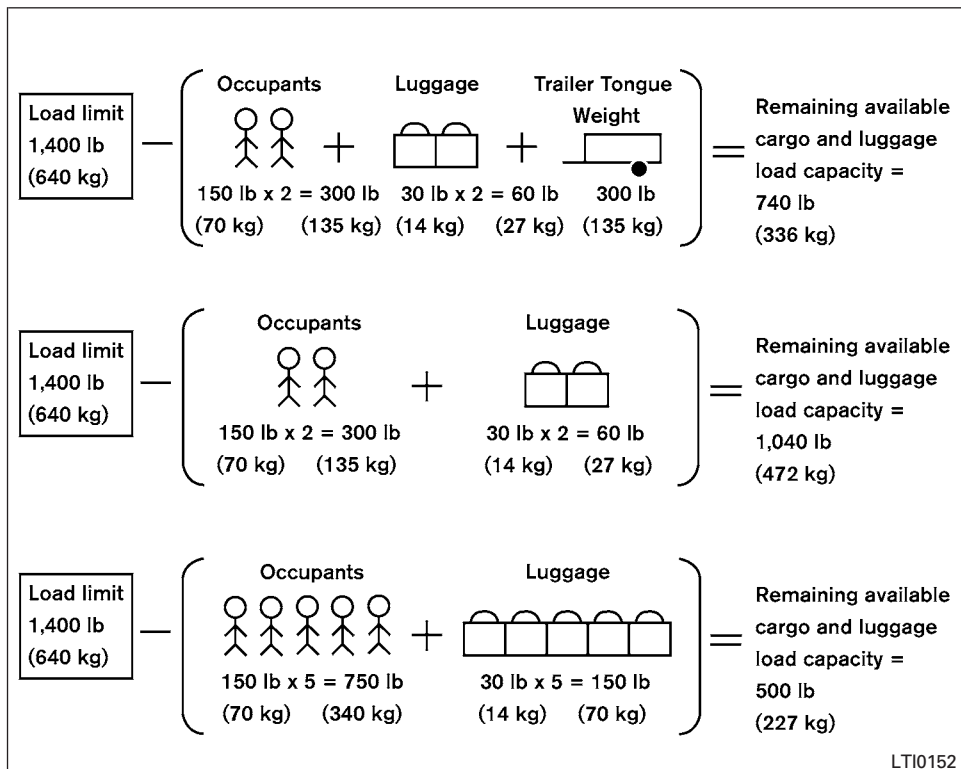 Occupants Luggage Trailer Tongue
Weight
Load limit
1,400 lb
(640 kg)
—
+
+
=
150 lb x 2 = 300 lb 30 lb x 2 = 60 lb 300 lb
(70 kg) (135 kg) (14 kg) (27 kg) (135 kg)
Remaining available
cargo and luggage
load capacity =
740 lb
(336 kg)
Occupants Luggage
Load limit
1,400 lb
(640 kg)
—
+
=
150 lb x 2 = 300 lb 30 lb x 2 = 60 lb
(70 kg) (135 kg) (14 kg) (27 kg)
Remaining available
cargo and luggage
load capacity =
1,040 lb
(472 kg)
Occupants Luggage
Load limit
1,400 lb
(640 kg)
—
+
=
150 lb x 5 = 750 lb 30 lb x 5 = 150 lb
(70 kg) (340 kg) (14 kg) (70 kg)
Remaining available
cargo and luggage
load capacity =
500 lb
(227 kg)
LTI0152